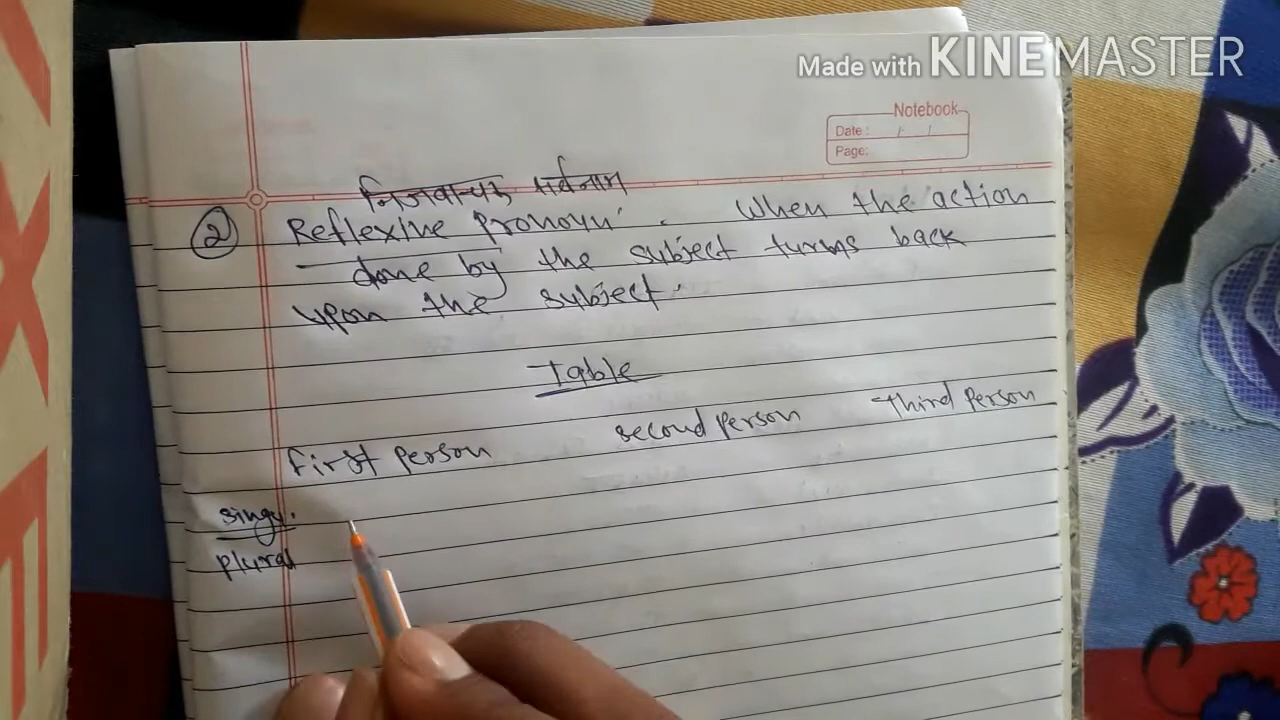 Made with KINEMASTER
Notebook
Date : / /
Page:
निजवाचक सर्वनाम
② Reflexive Pronoun . When the action
done by the subject turns back
upon the subject.
Table
First Person second person Third Person
singu.
plural